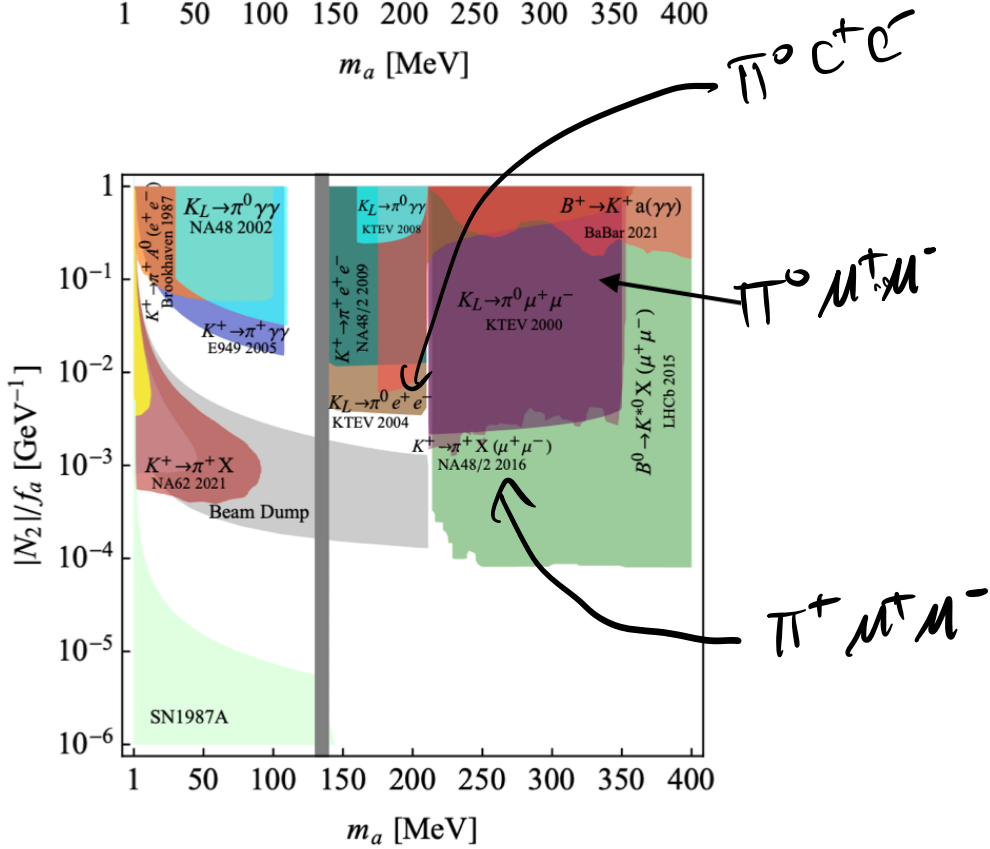 1 50 100 150 200 250 300 350 400
m_a [MeV]
π⁰ e⁺ e⁻
|N₂|/f_a [GeV⁻¹]
1
10⁻¹
10⁻²
10⁻³
10⁻⁴
10⁻⁵
10⁻⁶
K⁺→π⁺A⁰(e⁺e⁻)
Brookhaven 1987
K_L→π⁰γγ
NA48 2002
K⁺→π⁺γγ
E949 2005
K⁺→π⁺e⁺e⁻
NA48/2 2009
K_L→π⁰γγ
KTEV 2008
B⁺→K⁺a(γγ)
BaBar 2021
K_L→π⁰μ⁺μ⁻
KTEV 2000
π⁰ μ⁺μ⁻
K_L→π⁰e⁺e⁻
KTEV 2004
K⁺→π⁺X(μ⁺μ⁻)
NA48/2 2016
B⁰→K*⁰X(μ⁺μ⁻)
LHCb 2015
K⁺→π⁺X
NA62 2021
Beam Dump
π⁺ μ⁺μ⁻
SN1987A
1 50 100 150 200 250 300 350 400
m_a [MeV]